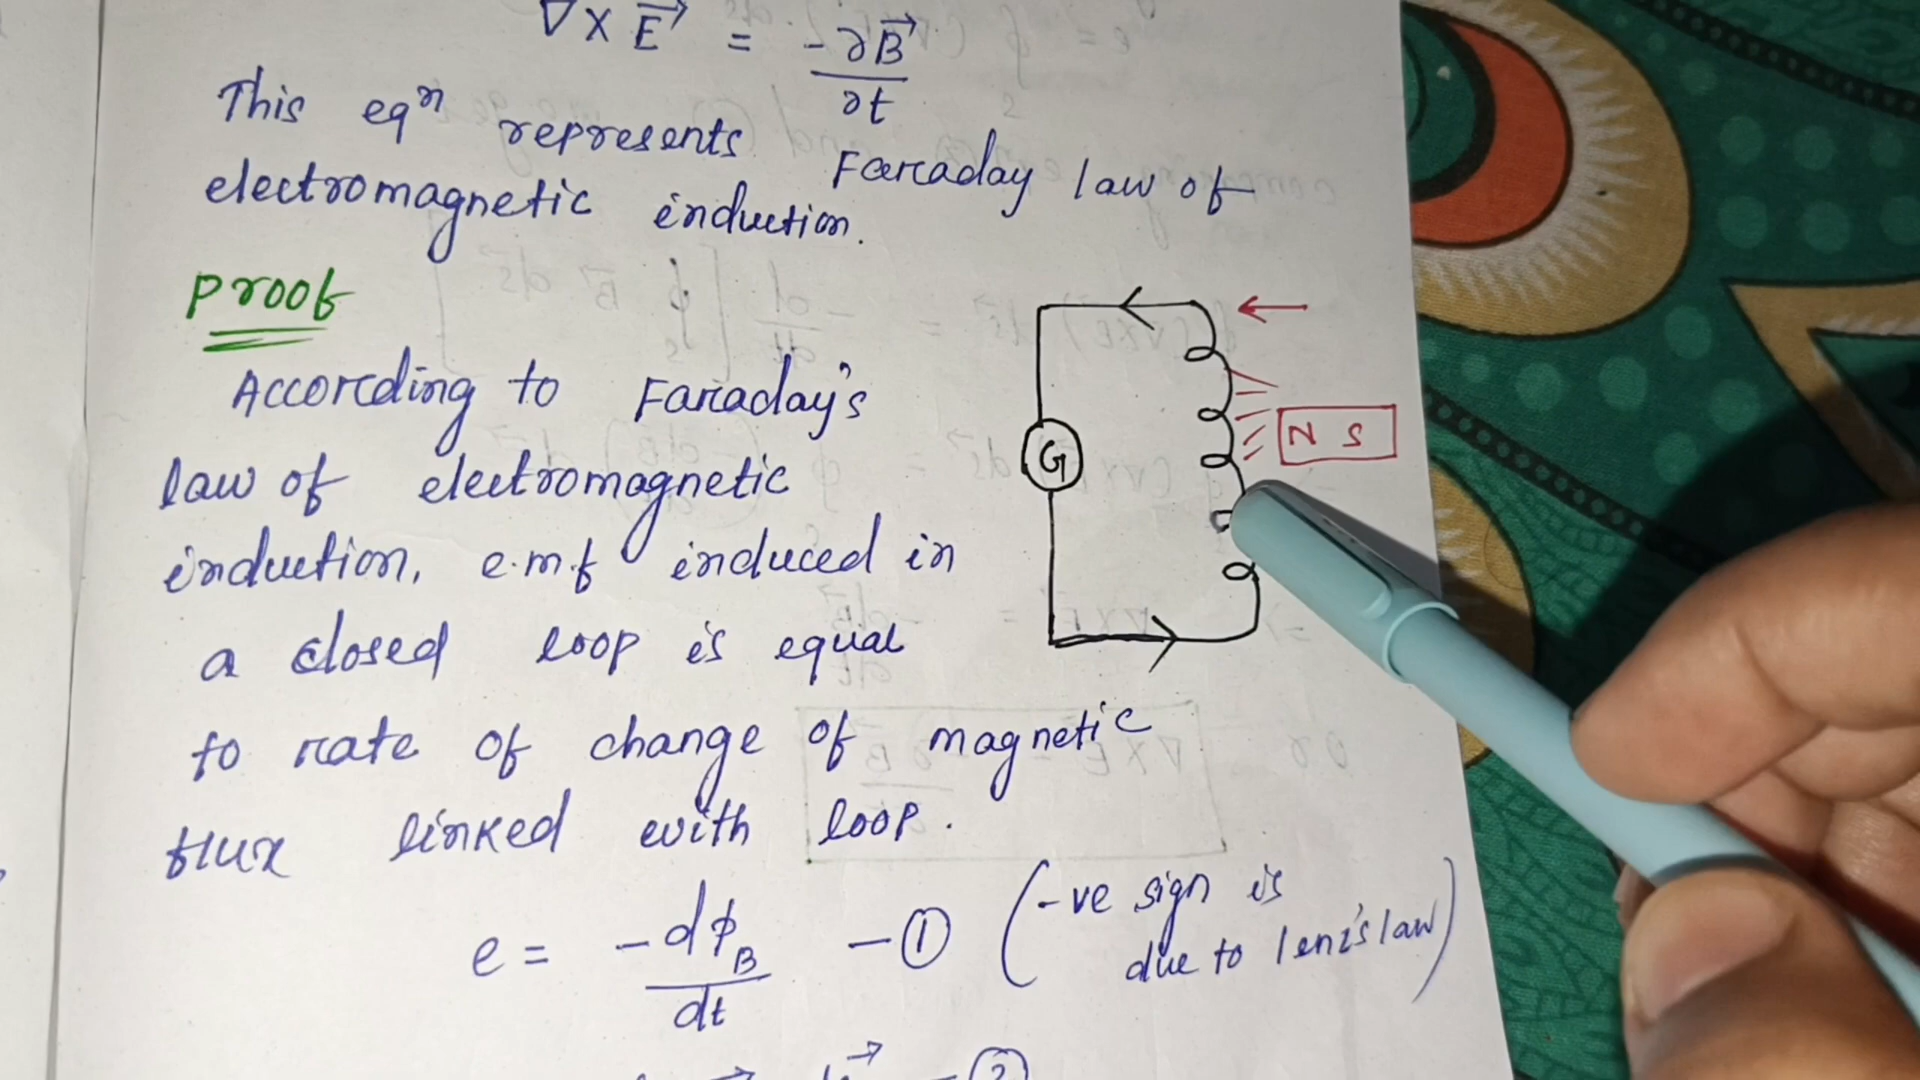 ∇ × E⃗ = -∂B⃗/∂t
This eqn represents Faraday law of
electromagnetic induction.
Proof
According to Faraday's
law of electromagnetic
induction, e.m.f induced in
a closed loop is equal
to rate of change of magnetic
flux linked with loop.
e = -dϕB/dt — ① (-ve sign is
due to lenz's law)
G
N S
— ②